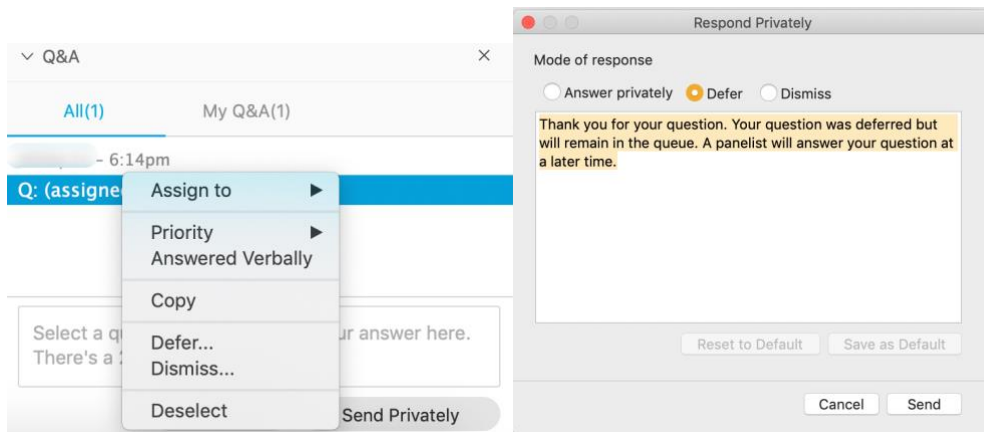 Q&A
All(1)
My Q&A(1)
- 6:14pm
Q: (assigne
Assign to
Priority
Answered Verbally
Copy
Defer...
Dismiss...
Deselect
Select a q
ur answer here.
There's a
Send Privately
Respond Privately
Mode of response
Answer privately Defer Dismiss
Thank you for your question. Your question was deferred but
will remain in the queue. A panelist will answer your question at
a later time.
Reset to Default Save as Default
Cancel Send